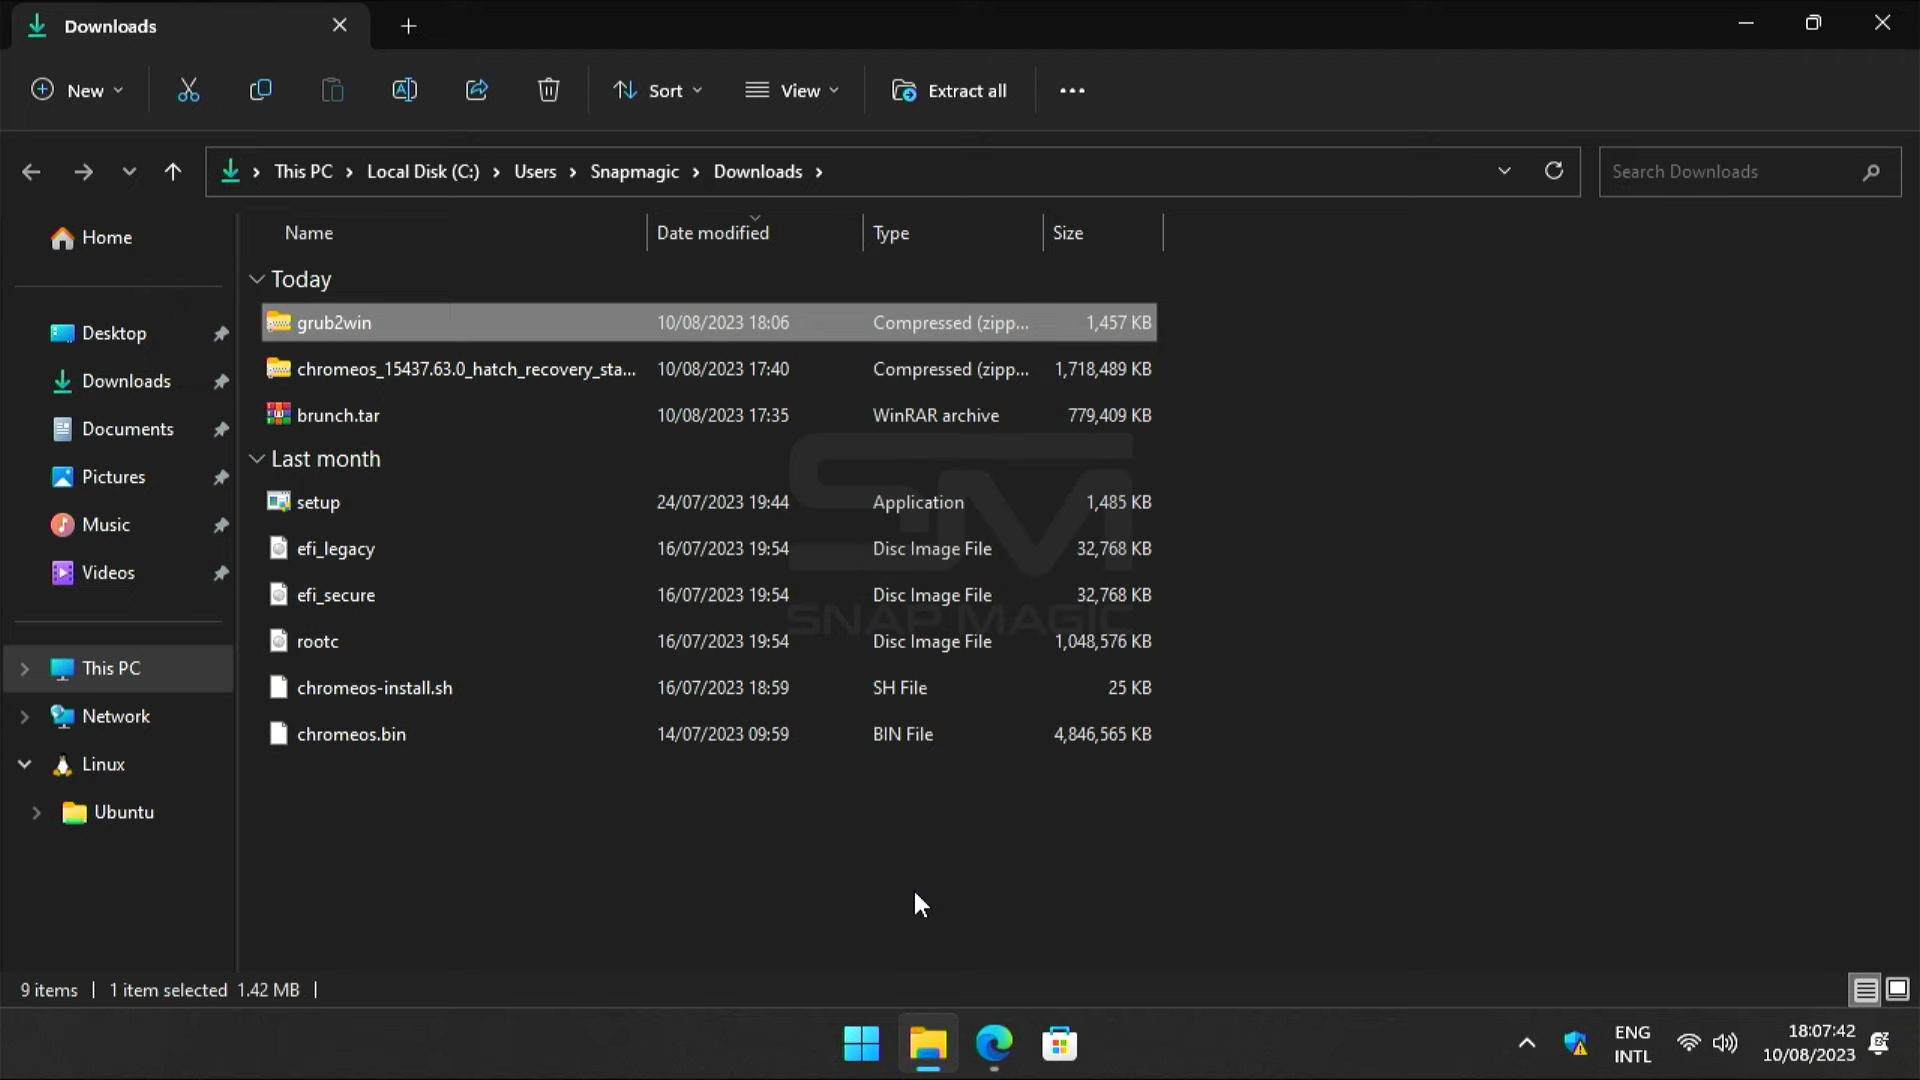 Downloads
New
Sort
View
Extract all
This PC
Local Disk (C:)
Users
Snapmagic
Downloads
Search Downloads
Home
Desktop
Downloads
Documents
Pictures
Music
Videos
This PC
Network
Linux
Ubuntu
Name Date modified Type Size
Today
grub2win 10/08/2023 18:06 Compressed (zipp... 1,457 KB
chromeos_15437.63.0_hatch_recovery_sta... 10/08/2023 17:40 Compressed (zipp... 1,718,489 KB
brunch.tar 10/08/2023 17:35 WinRAR archive 779,409 KB
Last month
setup 24/07/2023 19:44 Application 1,485 KB
efi_legacy 16/07/2023 19:54 Disc Image File 32,768 KB
efi_secure 16/07/2023 19:54 Disc Image File 32,768 KB
rootc 16/07/2023 19:54 Disc Image File 1,048,576 KB
chromeos-install.sh 16/07/2023 18:59 SH File 25 KB
chromeos.bin 14/07/2023 09:59 BIN File 4,846,565 KB
SM
SNAP MAGIC
9 items 1 item selected 1.42 MB
ENG
INTL
18:07:42
10/08/2023